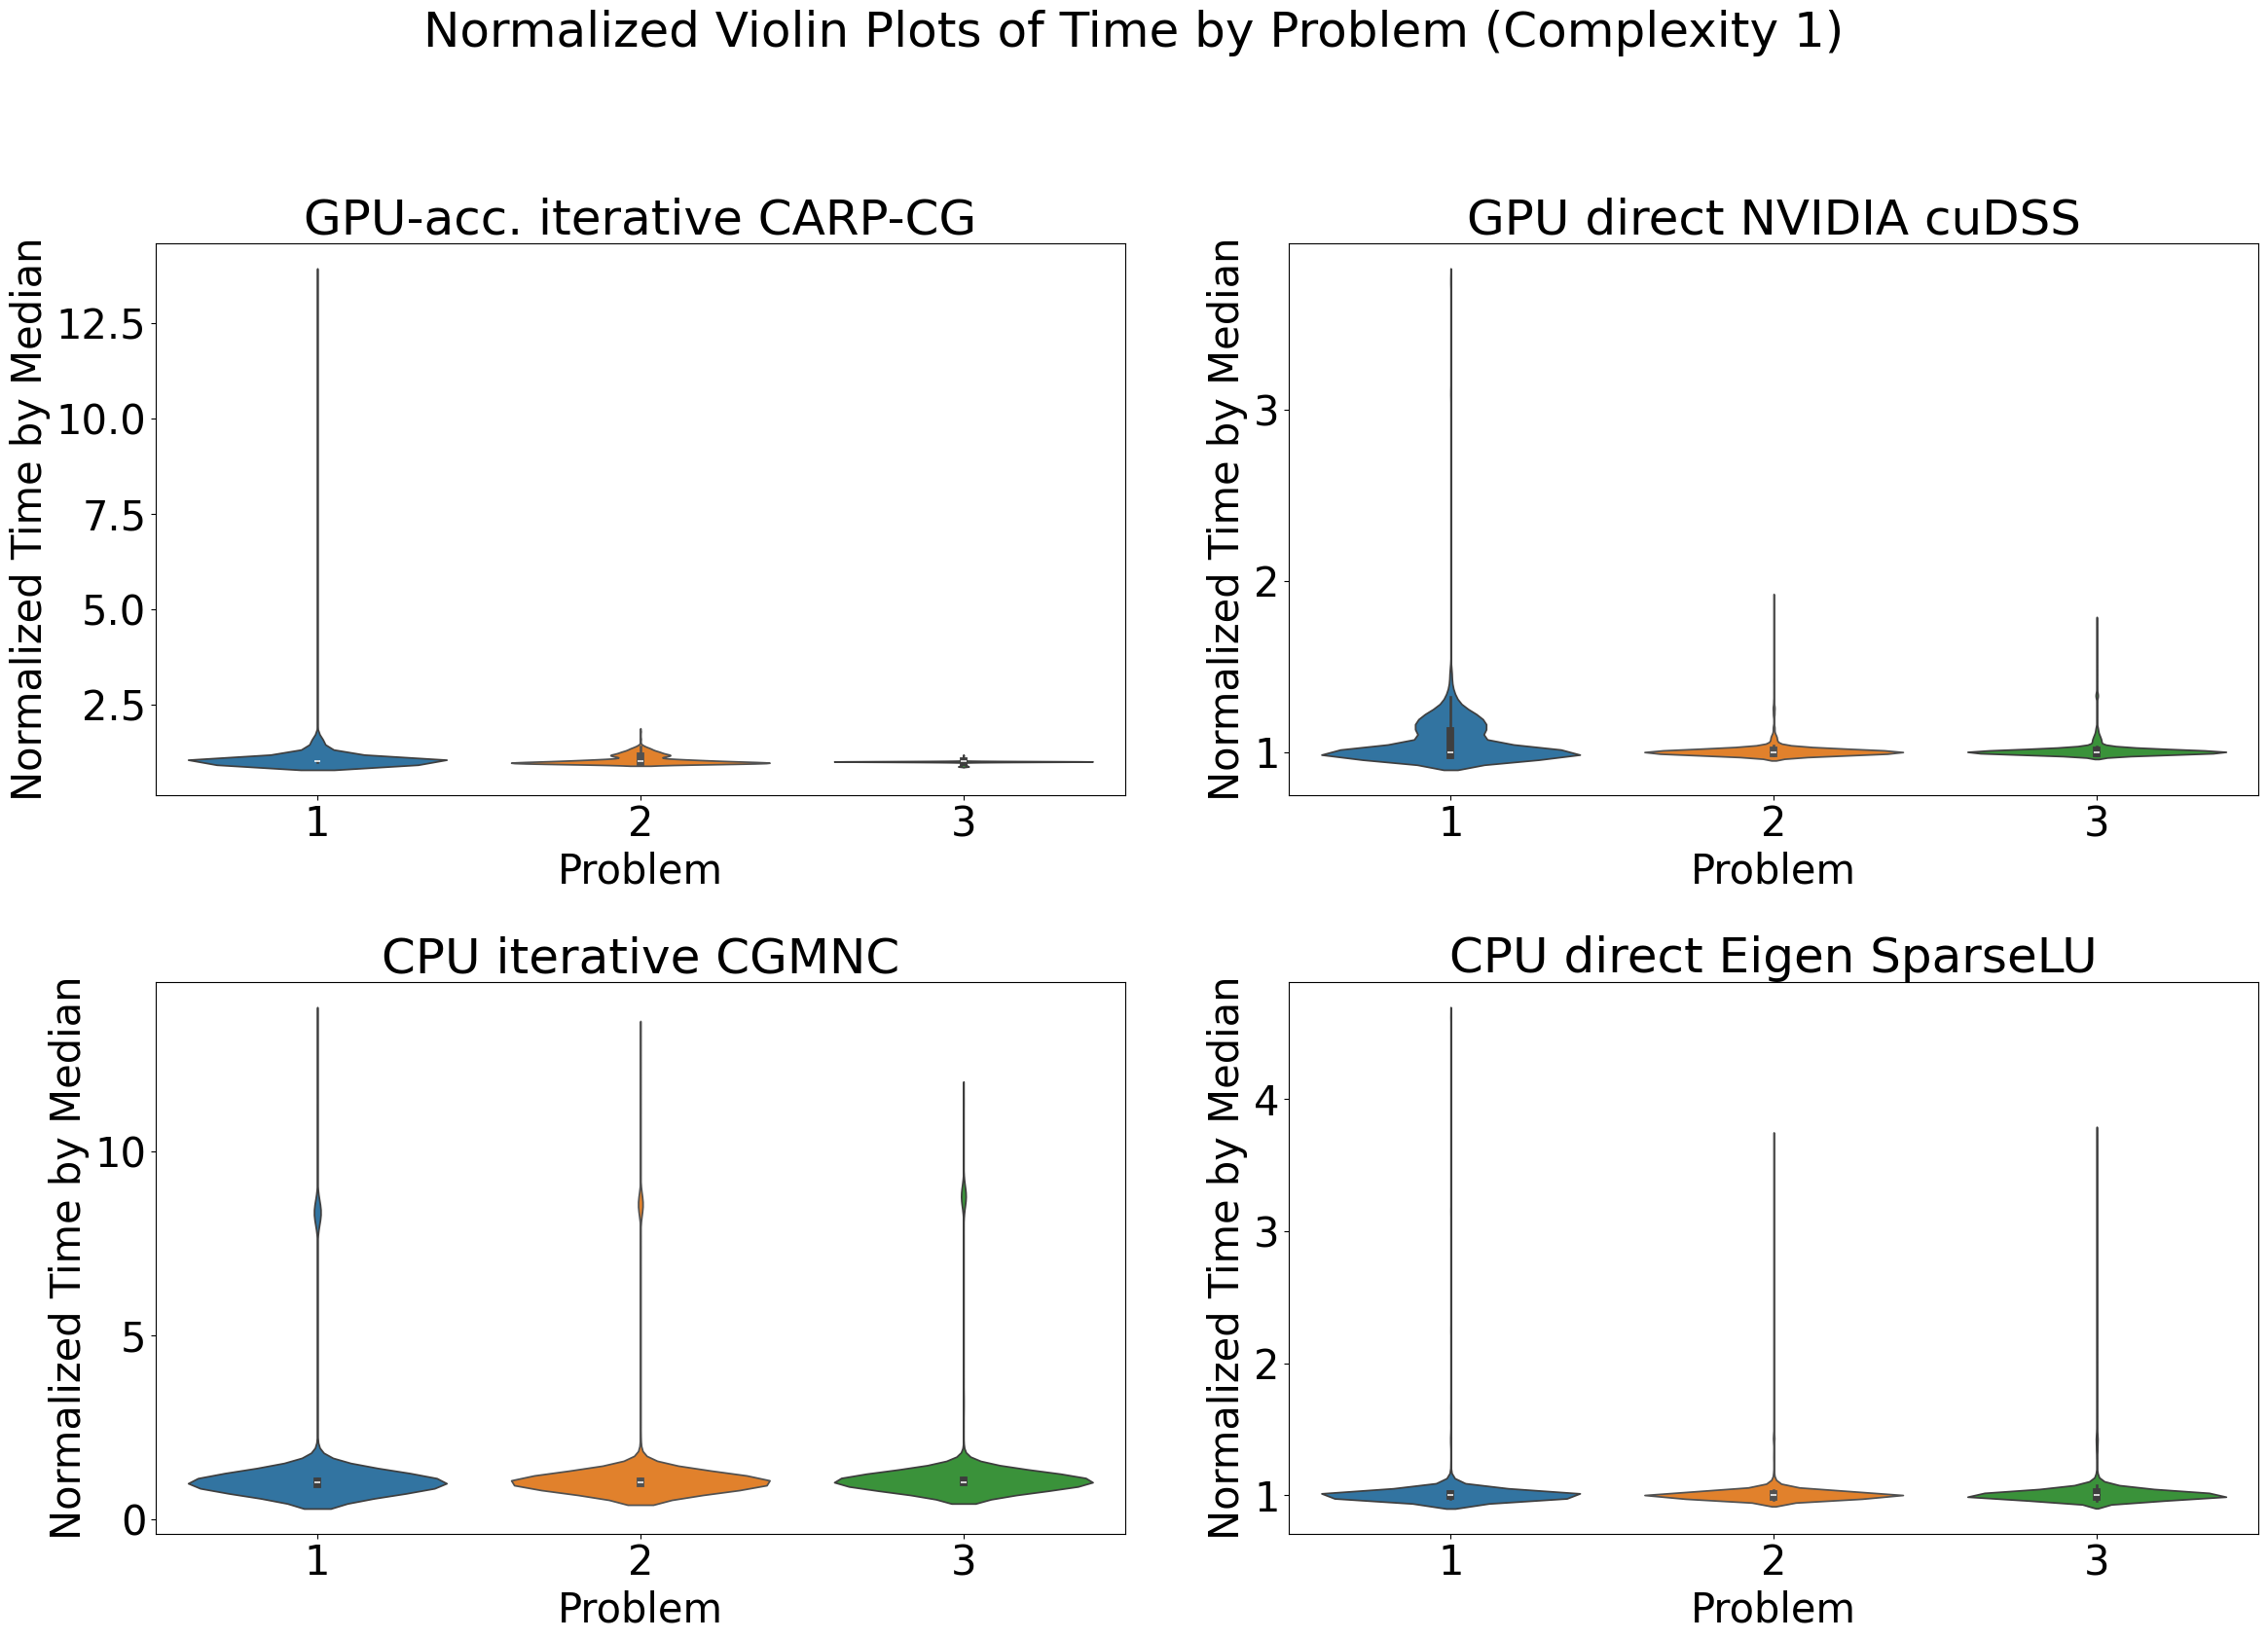 Normalized Violin Plots of Time by Problem (Complexity 1)
GPU-acc. iterative CARP-CG
Normalized Time by Median
12.5
10.0
7.5
5.0
2.5
1 2 3
Problem
GPU direct NVIDIA cuDSS
Normalized Time by Median
3
2
1
1 2 3
Problem
CPU iterative CGMNC
Normalized Time by Median
10
5
0
1 2 3
Problem
CPU direct Eigen SparseLU
Normalized Time by Median
4
3
2
1
1 2 3
Problem